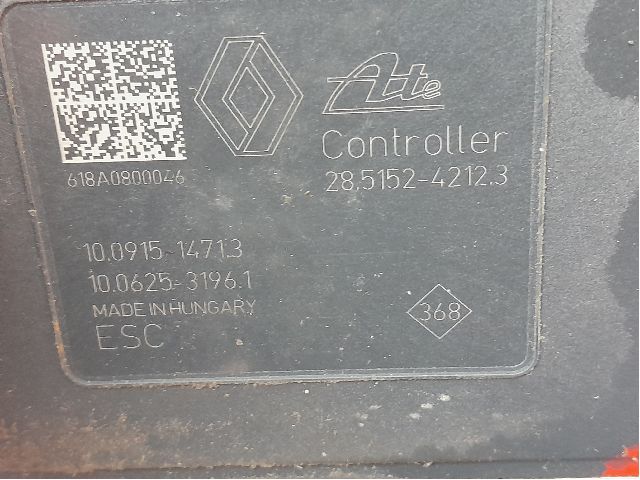 Ate
Controller
28.5152-4212.3
618A0800046
10.0915-1471.3
10.0625-3196.1
MADE IN HUNGARY
ESC
368